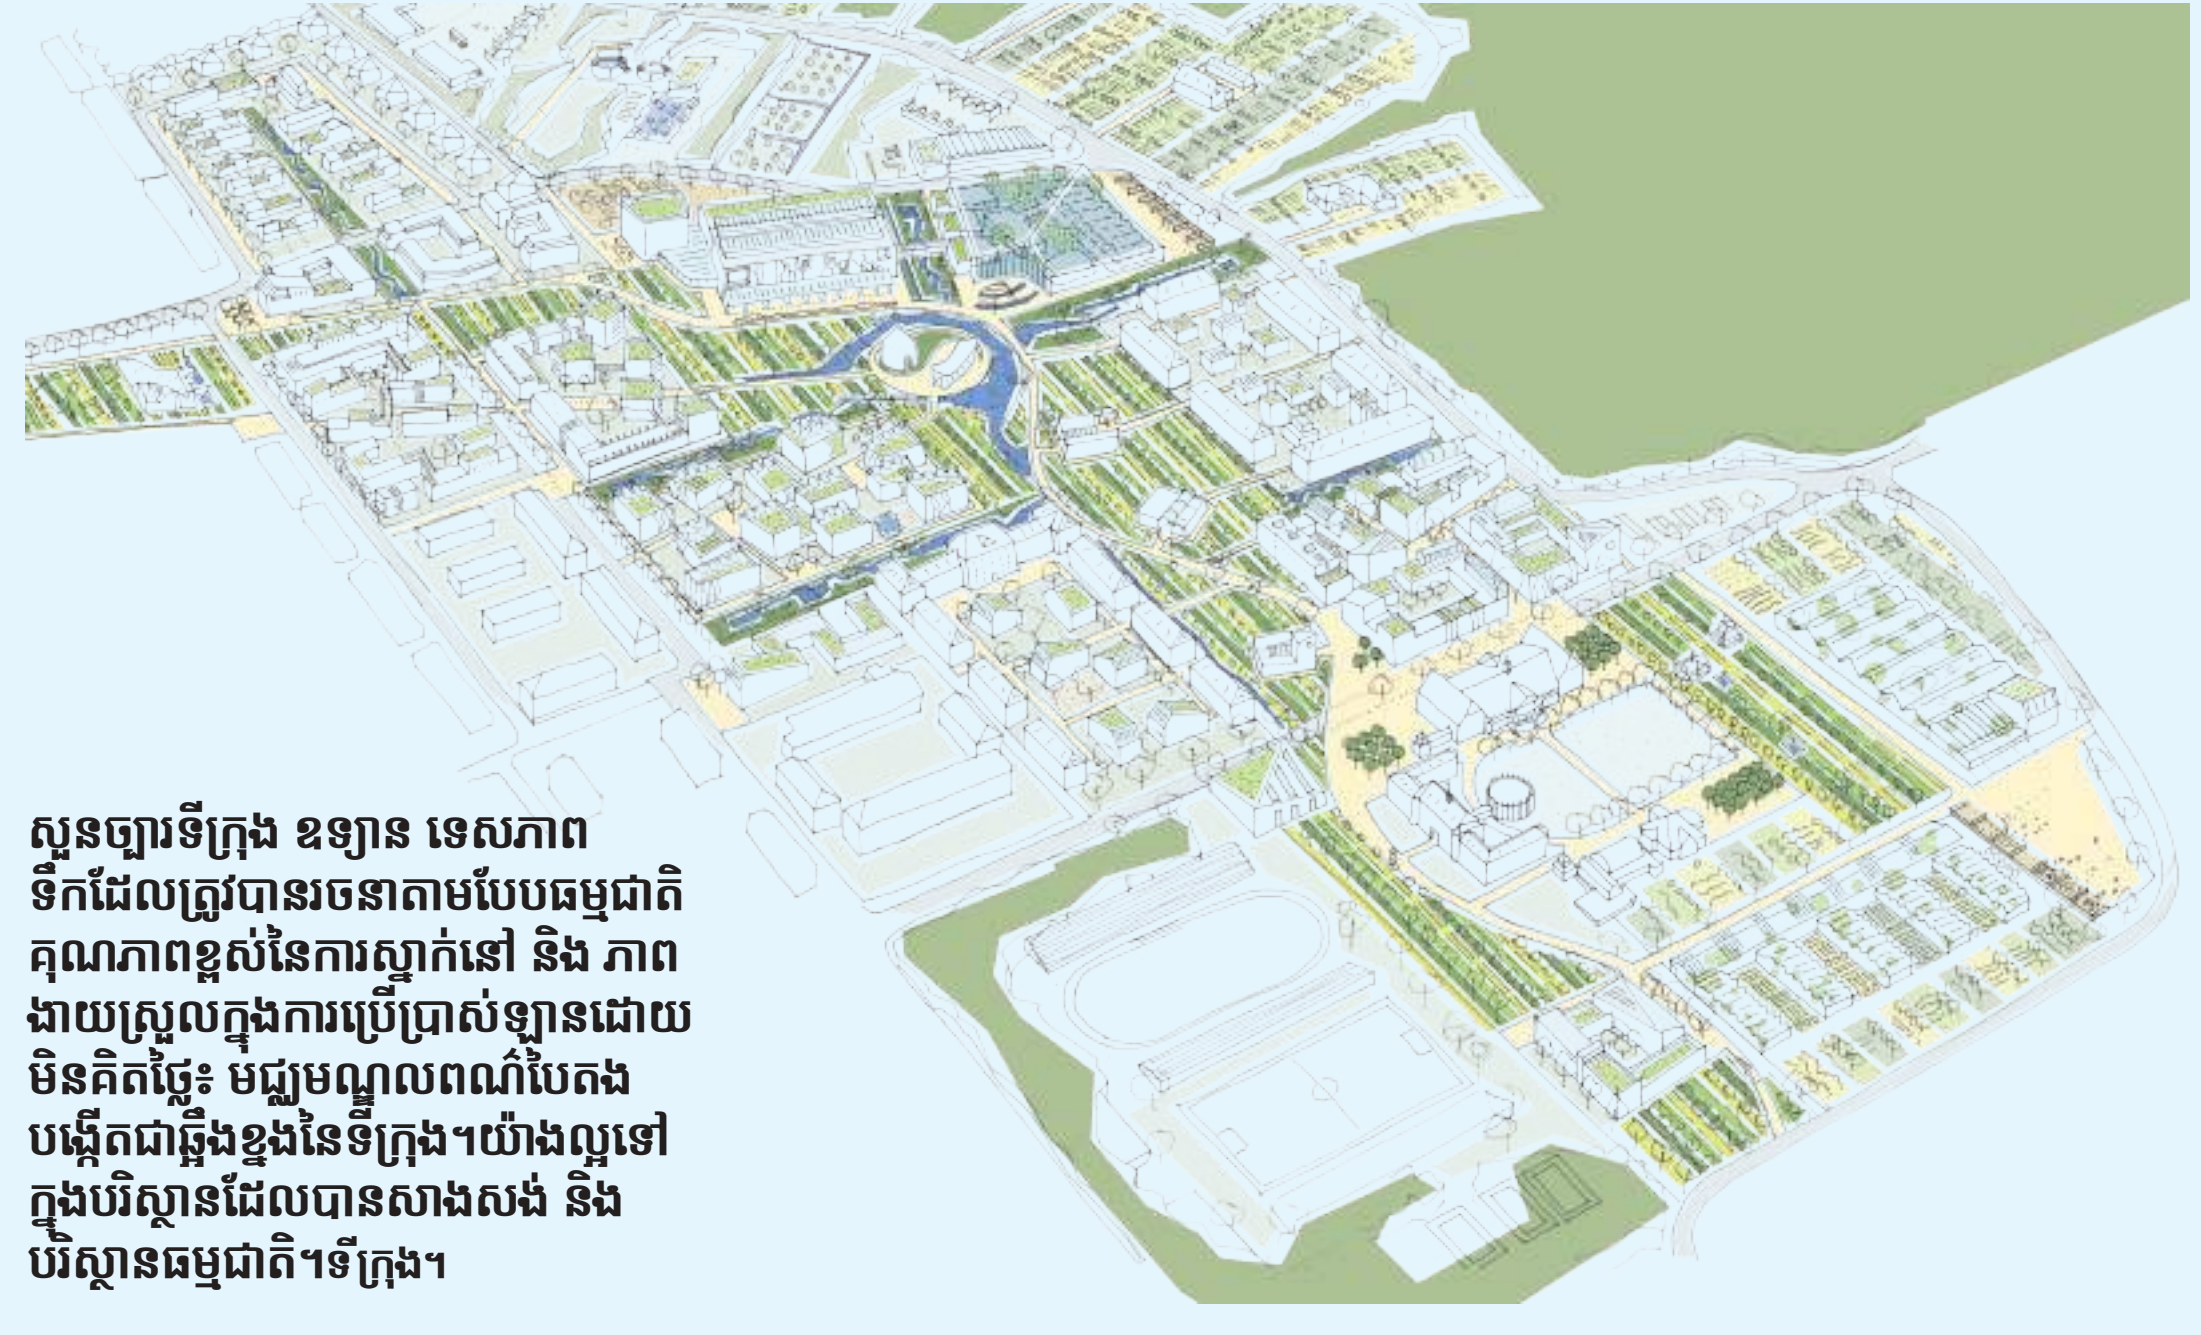 សួនច្បារទីក្រុង ឧទ្យាន ទេសភាព
ទឹកដែលត្រូវបានរចនាតាមបែបធម្មជាតិ
គុណភាពខ្ពស់នៃការស្នាក់នៅ និង ភាព
ងាយស្រួលក្នុងការប្រើប្រាស់ឡានដោយ
មិនគិតថ្លៃ៖ មជ្ឈមណ្ឌលពណ៌បៃតង
បង្កើតជាឆ្អឹងខ្នងនៃទីក្រុង។យ៉ាងល្អទៅ
ក្នុងបរិស្ថានដែលបានសាងសង់ និង
បរិស្ថានធម្មជាតិ។ទីក្រុង។